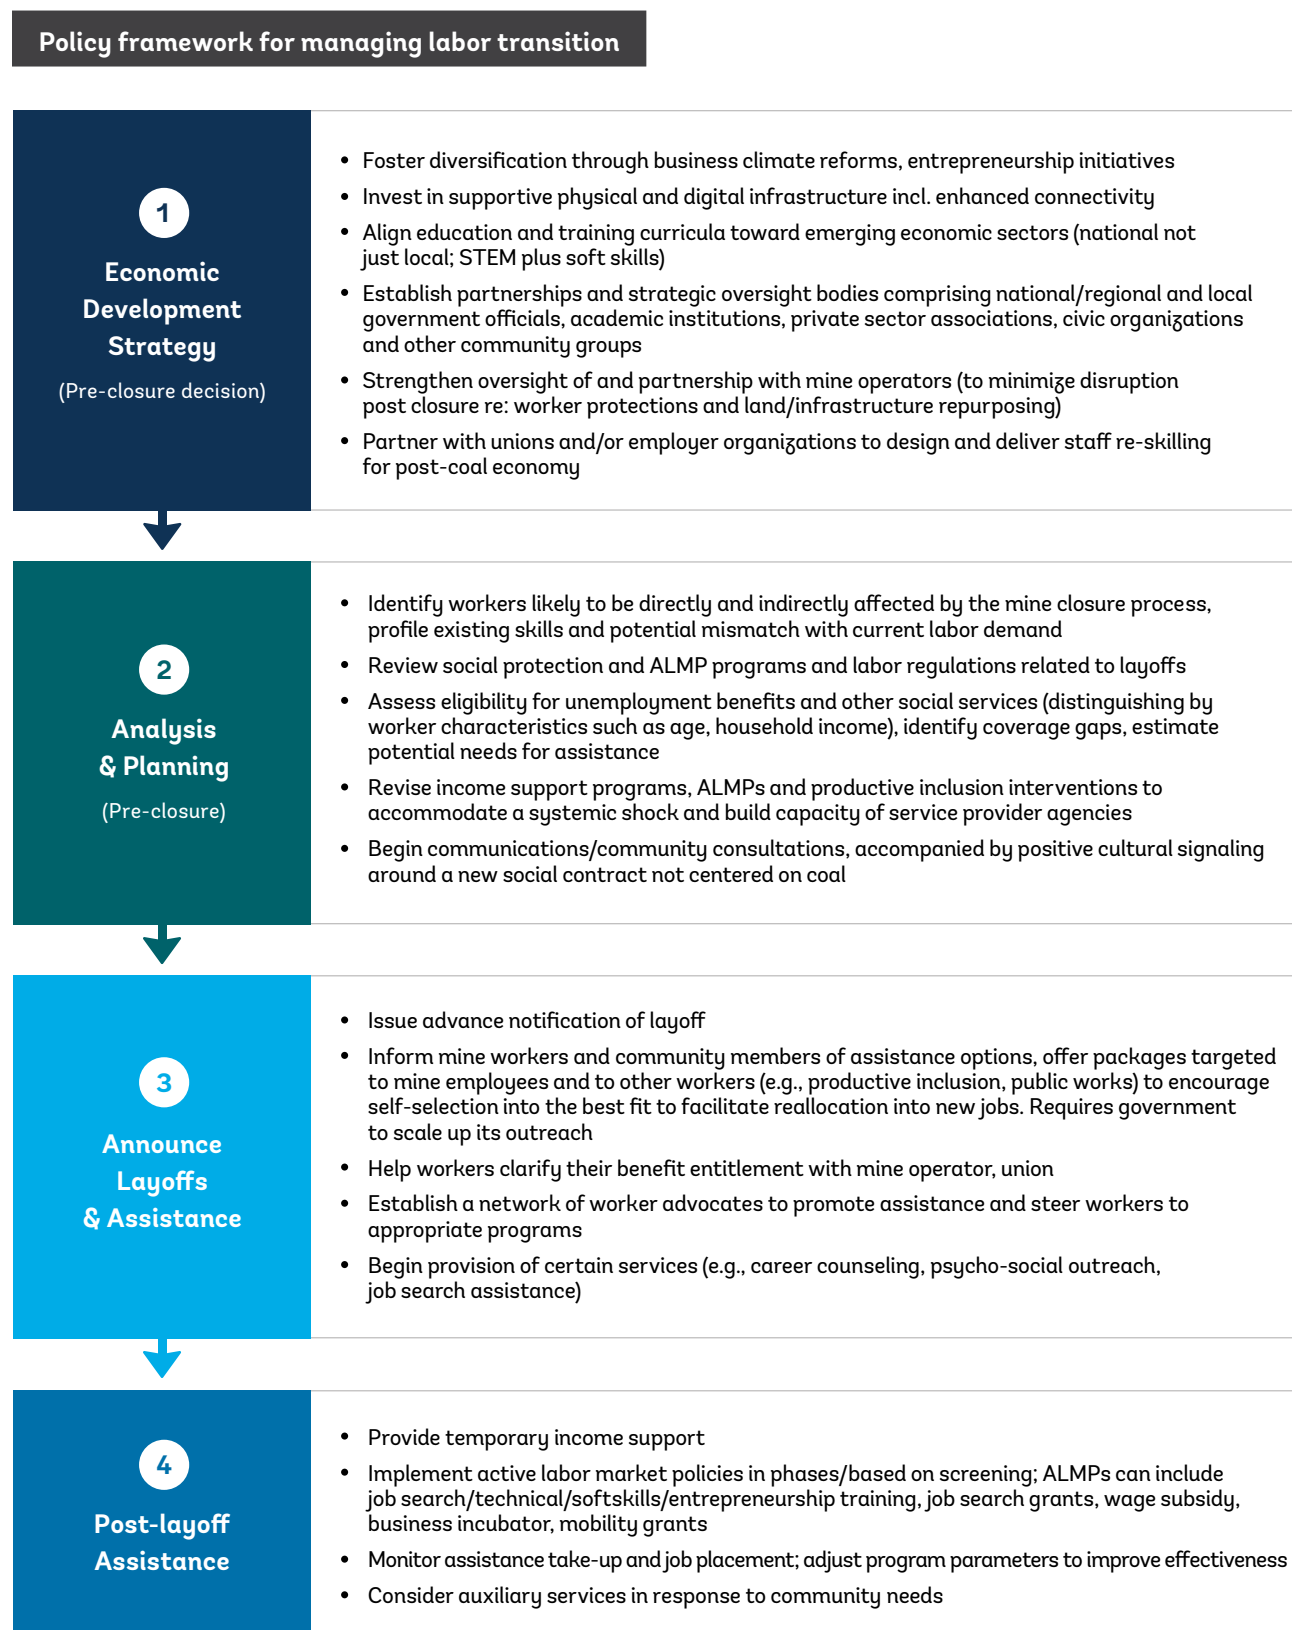 Policy framework for managing labor transition
1
Economic
Development
Strategy
(Pre-closure decision)
• Foster diversification through business climate reforms, entrepreneurship initiatives
• Invest in supportive physical and digital infrastructure incl. enhanced connectivity
• Align education and training curricula toward emerging economic sectors (national not
just local; STEM plus soft skills)
• Establish partnerships and strategic oversight bodies comprising national/regional and local
government officials, academic institutions, private sector associations, civic organizations
and other community groups
• Strengthen oversight of and partnership with mine operators (to minimize disruption
post closure re: worker protections and land/infrastructure repurposing)
• Partner with unions and/or employer organizations to design and deliver staff re-skilling
for post-coal economy
2
Analysis
& Planning
(Pre-closure)
• Identify workers likely to be directly and indirectly affected by the mine closure process,
profile existing skills and potential mismatch with current labor demand
• Review social protection and ALMP programs and labor regulations related to layoffs
• Assess eligibility for unemployment benefits and other social services (distinguishing by
worker characteristics such as age, household income), identify coverage gaps, estimate
potential needs for assistance
• Revise income support programs, ALMPs and productive inclusion interventions to
accommodate a systemic shock and build capacity of service provider agencies
• Begin communications/community consultations, accompanied by positive cultural signaling
around a new social contract not centered on coal
3
Announce
Layoffs
& Assistance
• Issue advance notification of layoff
• Inform mine workers and community members of assistance options, offer packages targeted
to mine employees and to other workers (e.g., productive inclusion, public works) to encourage
self-selection into the best fit to facilitate reallocation into new jobs. Requires government
to scale up its outreach
• Help workers clarify their benefit entitlement with mine operator, union
• Establish a network of worker advocates to promote assistance and steer workers to
appropriate programs
• Begin provision of certain services (e.g., career counseling, psycho-social outreach,
job search assistance)
4
Post-layoff
Assistance
• Provide temporary income support
• Implement active labor market policies in phases/based on screening; ALMPs can include
job search/technical/softskills/entrepreneurship training, job search grants, wage subsidy,
business incubator, mobility grants
• Monitor assistance take-up and job placement; adjust program parameters to improve effectiveness
• Consider auxiliary services in response to community needs